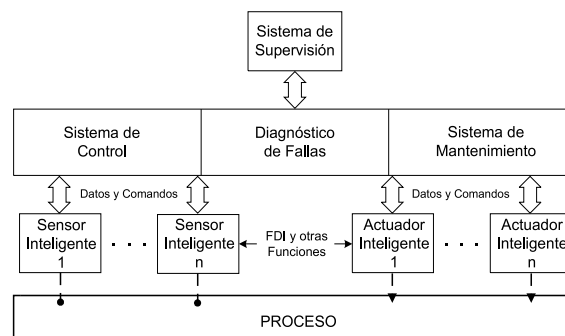 Sistema de
Supervisión
Sistema de
Control
Diagnóstico
de Fallas
Sistema de
Mantenimiento
Datos y Comandos
Datos y Comandos
Sensor
Inteligente
1
. . .
Sensor
Inteligente
n
FDI y otras
Funciones
Actuador
Inteligente
1
. . .
Actuador
Inteligente
n
PROCESO